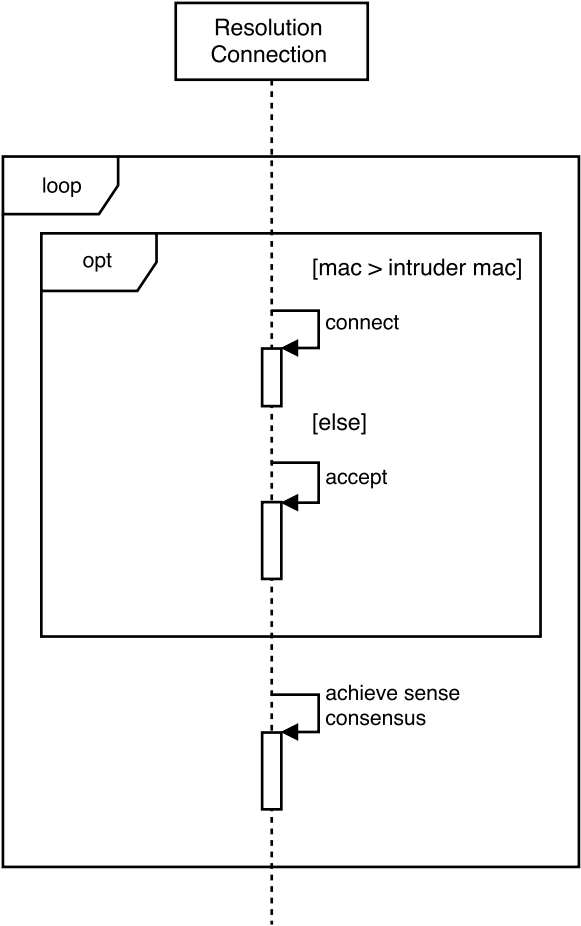 Resolution
Connection
loop
opt
[mac > intruder mac]
connect
[else]
accept
achieve sense
consensus